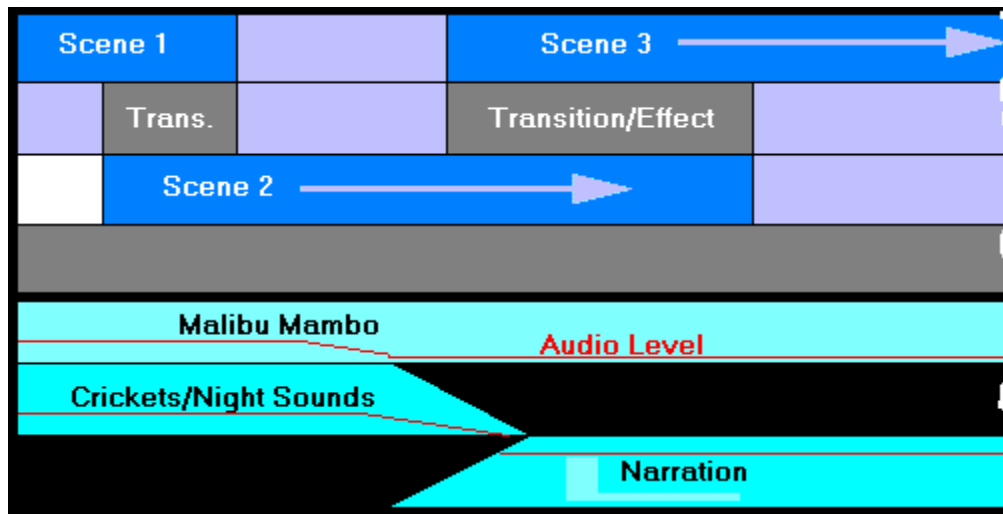 Scene 1
Scene 3
Trans.
Transition/Effect
Scene 2
Malibu Mambo
Audio Level
Crickets/Night Sounds
Narration